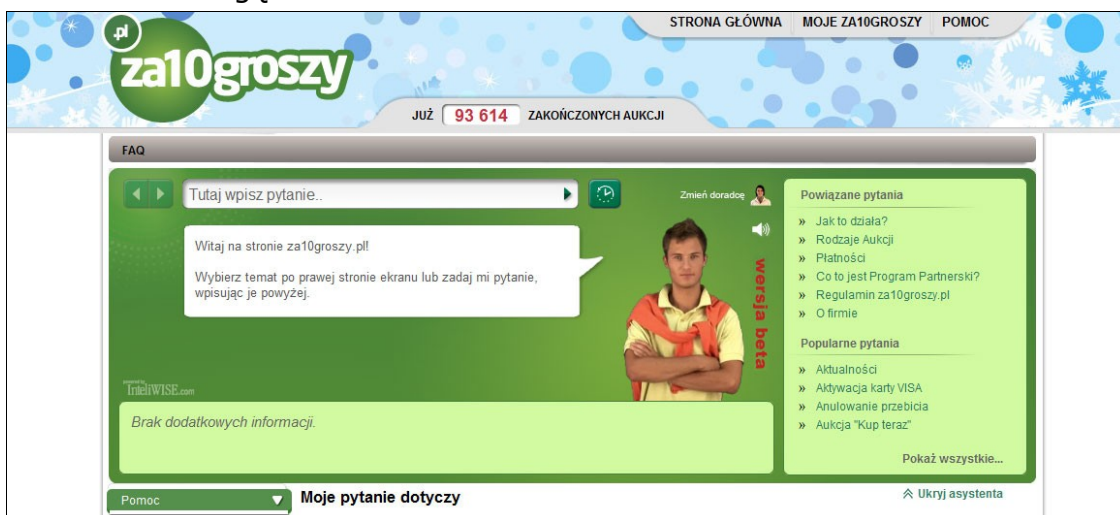 STRONA GŁÓWNA MOJE ZA10GROSZY POMOC
.pl
za10groszy
JUŻ 93 614 ZAKOŃCZONYCH AUKCJI
FAQ
Tutaj wpisz pytanie..
Zmień doradcę
Witaj na stronie za10groszy.pl!
Wybierz temat po prawej stronie ekranu lub zadaj mi pytanie,
wpisując je powyżej.
wersja beta
InteliWISE.com
Brak dodatkowych informacji.
Powiązane pytania
» Jak to działa?
» Rodzaje Aukcji
» Płatności
» Co to jest Program Partnerski?
» Regulamin za10groszy.pl
» O firmie
Popularne pytania
» Aktualności
» Aktywacja karty VISA
» Anulowanie przebicia
» Aukcja "Kup teraz"
Pokaż wszystkie...
Pomoc
Moje pytanie dotyczy
Ukryj asystenta